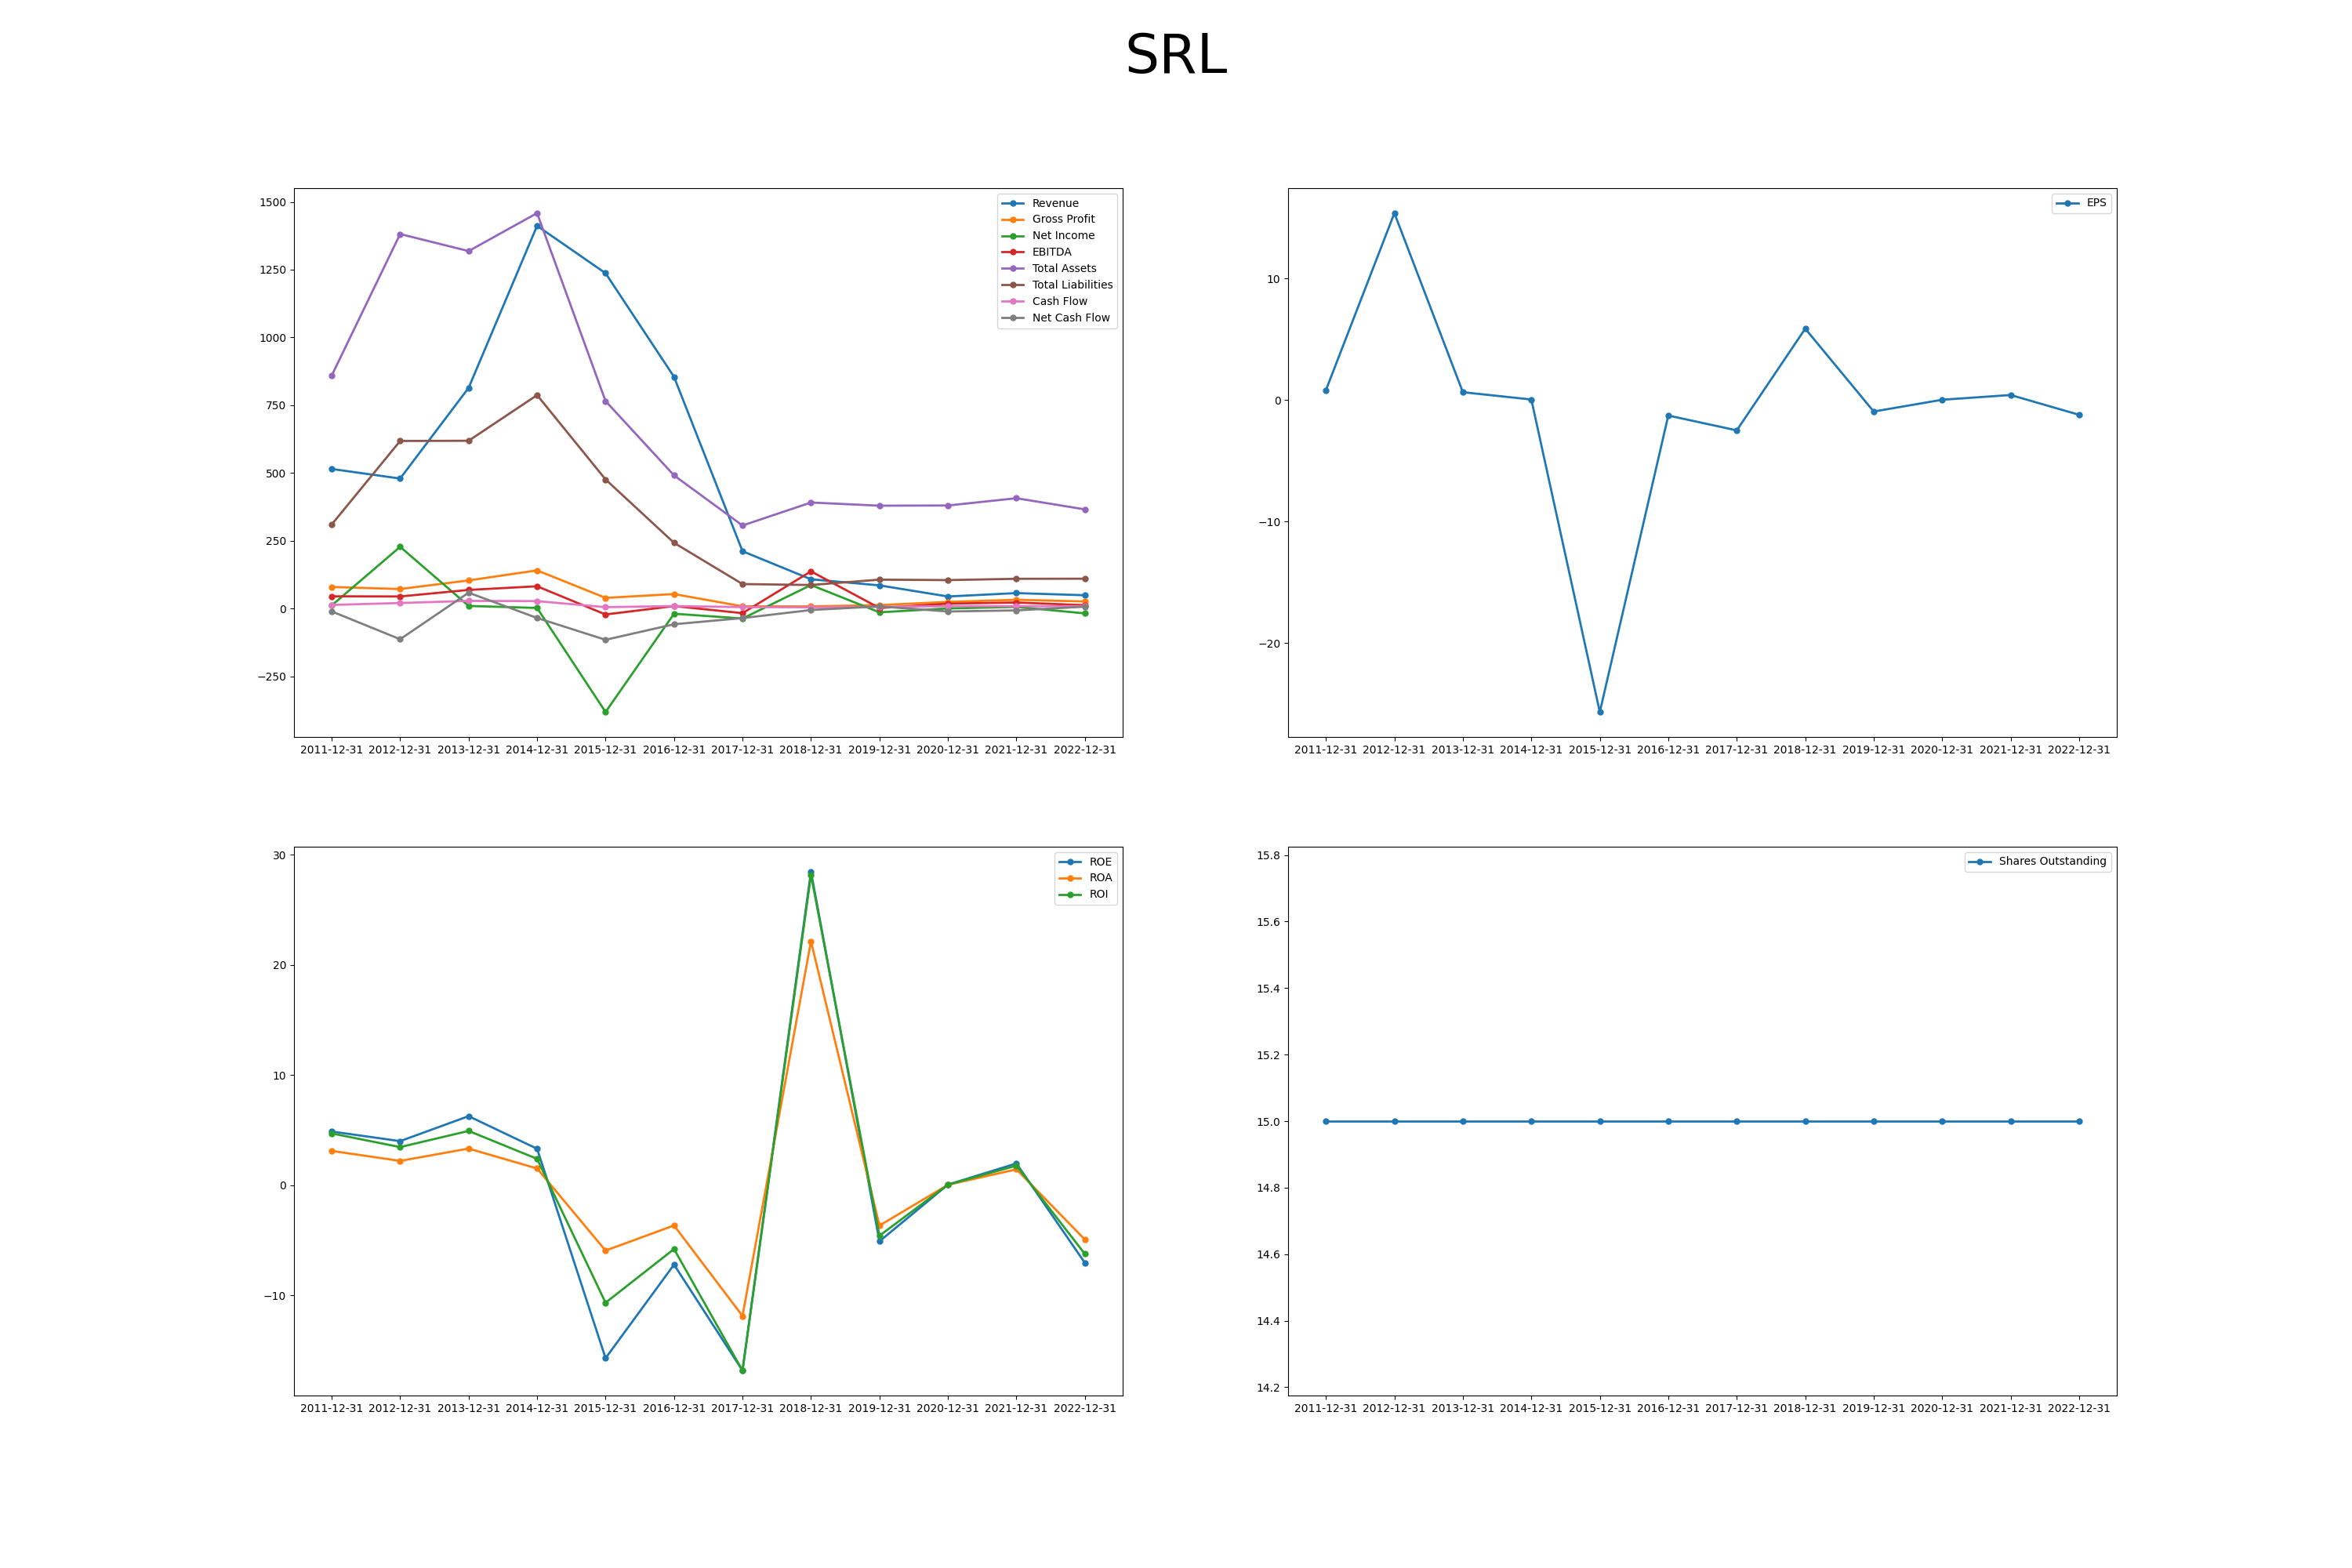 SRL
1500
1250
1000
750
500
250
0
−250
Revenue
Gross Profit
Net Income
EBITDA
Total Assets
Total Liabilities
Cash Flow
Net Cash Flow
2011-12-31 2012-12-31 2013-12-31 2014-12-31 2015-12-31 2016-12-31 2017-12-31 2018-12-31 2019-12-31 2020-12-31 2021-12-31 2022-12-31
10
0
−10
−20
EPS
2011-12-31 2012-12-31 2013-12-31 2014-12-31 2015-12-31 2016-12-31 2017-12-31 2018-12-31 2019-12-31 2020-12-31 2021-12-31 2022-12-31
30
20
10
0
−10
ROE
ROA
ROI
2011-12-31 2012-12-31 2013-12-31 2014-12-31 2015-12-31 2016-12-31 2017-12-31 2018-12-31 2019-12-31 2020-12-31 2021-12-31 2022-12-31
15.8
15.6
15.4
15.2
15.0
14.8
14.6
14.4
14.2
Shares Outstanding
2011-12-31 2012-12-31 2013-12-31 2014-12-31 2015-12-31 2016-12-31 2017-12-31 2018-12-31 2019-12-31 2020-12-31 2021-12-31 2022-12-31